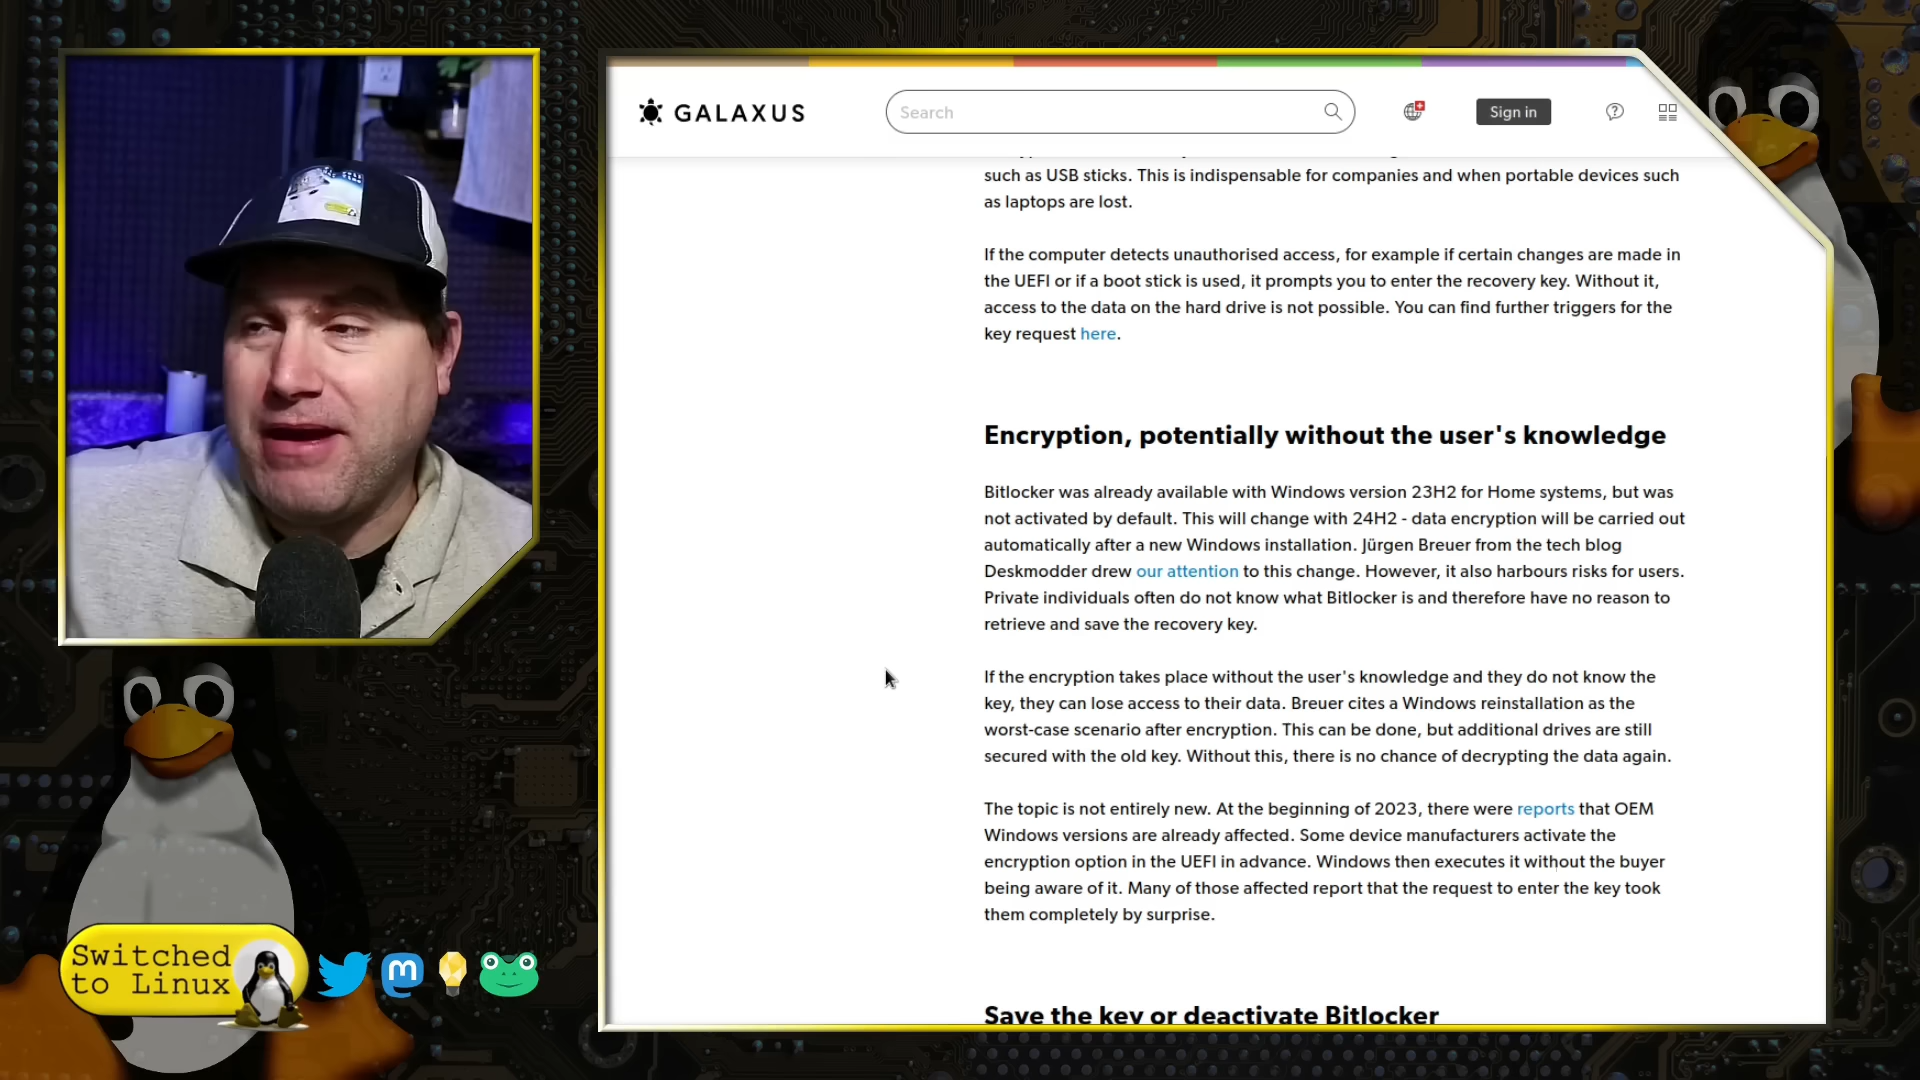 GALAXUS
Search
Sign in
such as USB sticks. This is indispensable for companies and when portable devices such
as laptops are lost.
If the computer detects unauthorised access, for example if certain changes are made in
the UEFI or if a boot stick is used, it prompts you to enter the recovery key. Without it,
access to the data on the hard drive is not possible. You can find further triggers for the
key request here.
Encryption, potentially without the user's knowledge
Bitlocker was already available with Windows version 23H2 for Home systems, but was
not activated by default. This will change with 24H2 - data encryption will be carried out
automatically after a new Windows installation. Jürgen Breuer from the tech blog
Deskmodder drew our attention to this change. However, it also harbours risks for users.
Private individuals often do not know what Bitlocker is and therefore have no reason to
retrieve and save the recovery key.
If the encryption takes place without the user's knowledge and they do not know the
key, they can lose access to their data. Breuer cites a Windows reinstallation as the
worst-case scenario after encryption. This can be done, but additional drives are still
secured with the old key. Without this, there is no chance of decrypting the data again.
The topic is not entirely new. At the beginning of 2023, there were reports that OEM
Windows versions are already affected. Some device manufacturers activate the
encryption option in the UEFI in advance. Windows then executes it without the buyer
being aware of it. Many of those affected report that the request to enter the key took
them completely by surprise.
Save the key or deactivate Bitlocker
Switched
to Linux